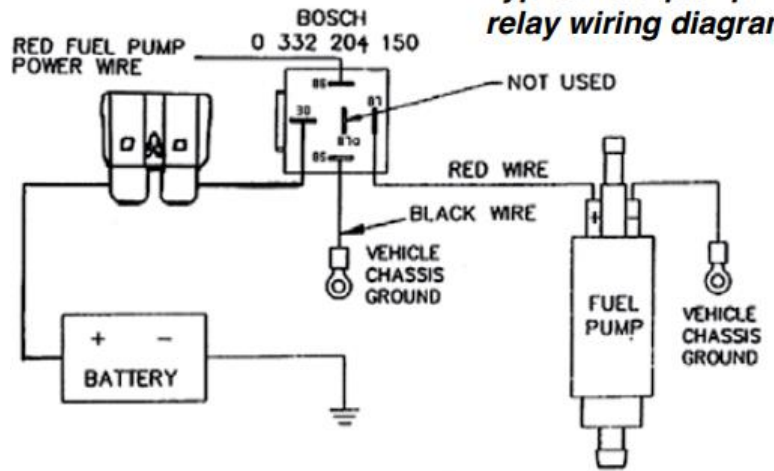 relay wiring diagram
BOSCH
0 332 204 150
RED FUEL PUMP
POWER WIRE
NOT USED
86
30
87
87a
85
RED WIRE
BLACK WIRE
VEHICLE
CHASSIS
GROUND
+
-
FUEL
PUMP
VEHICLE
CHASSIS
GROUND
+ -
BATTERY